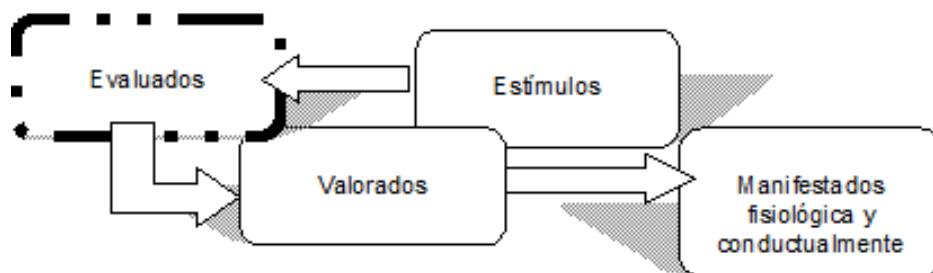 Evaluados
Estímulos
Valorados
Manifestados
fisiológica y
conductualmente